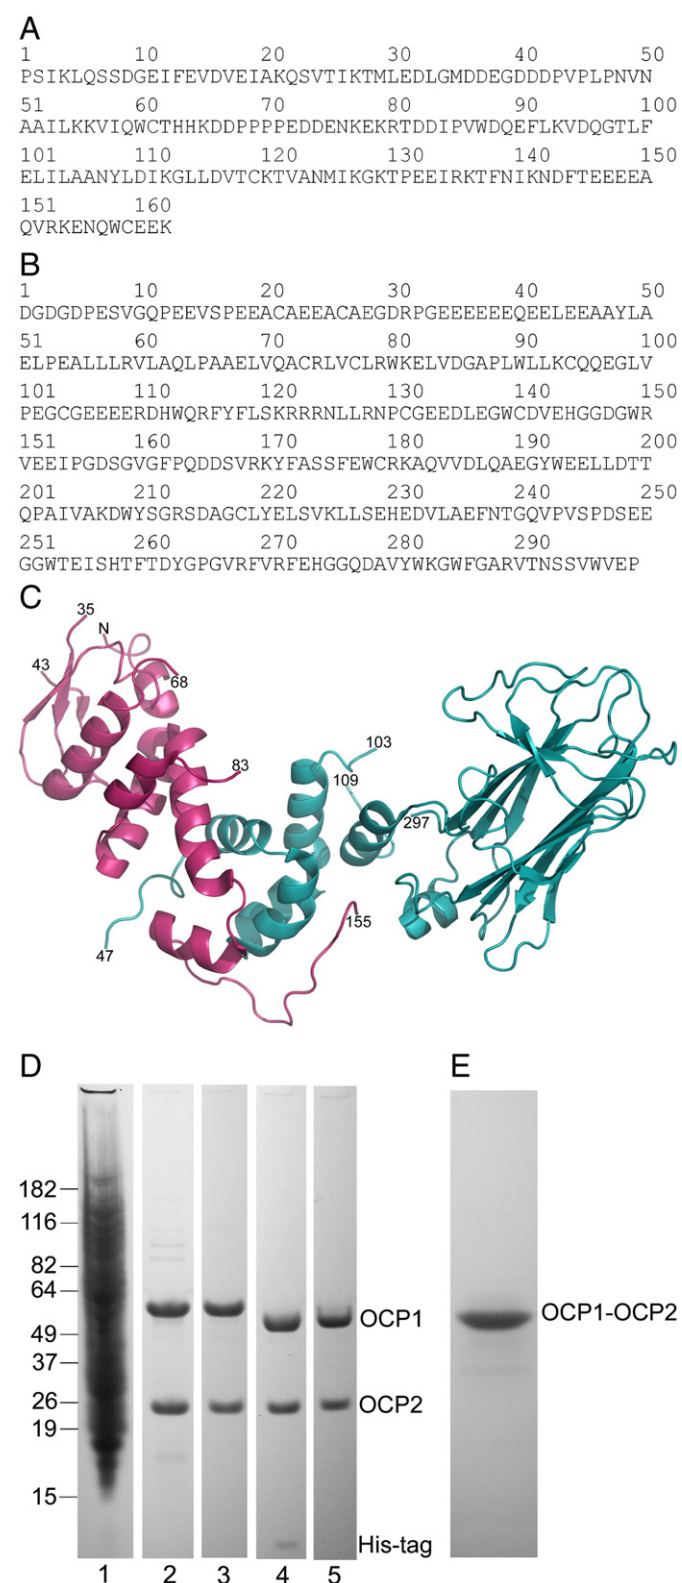 A
1 10 20 30 40 50
PSIKLQSSDGEIFEVDVEIAKQSVTIKTMLEDLGMDDEGDDDPVPLPNVN
51 60 70 80 90 100
AAILKKVIQWCTHHKDDPPPPEDDENKEKRTDDIPVWDQEFLKVDQGTLF
101 110 120 130 140 150
ELILAANYLDIKGLLDVTCKTVANMIKGKTPEEIRKTFNIKNDFTEEEEA
151 160
QVRKENQWCEEK
B
1 10 20 30 40 50
DGDGDPESVGQPEEVSPEEACAEEACAEGDRPGEEEEEEQEELEEAAYLA
51 60 70 80 90 100
ELPEALLLRVLAQLPAAELVQACRLVCLRWKELVDGAPLWLLKCQQEGLV
101 110 120 130 140 150
PEGCGEEEERDHWQRFYFLSKRRRNLLRNPCGEEDLEGWCDVEHGGDGWR
151 160 170 180 190 200
VEEIPGDSGVGFPQDDSVRKYFASSFEWCRKAQVVDLQAEGYWEELLDTT
201 210 220 230 240 250
QPAIVAKDWYSGRSDAGCLYELSVKLLSEHEDVLAEFNTGQVPVSPDSEE
251 260 270 280 290
GGWTEISHTFTDYGPGVRFVRFEHGGQDAVYWKGWFGARVTNSSVWVEP
C
35
N
43
68
83
103
109
297
47
155
D
182
116
82
64
49
37
26
19
15
OCP1
OCP2
His-tag
1 2 3 4 5
E
OCP1-OCP2